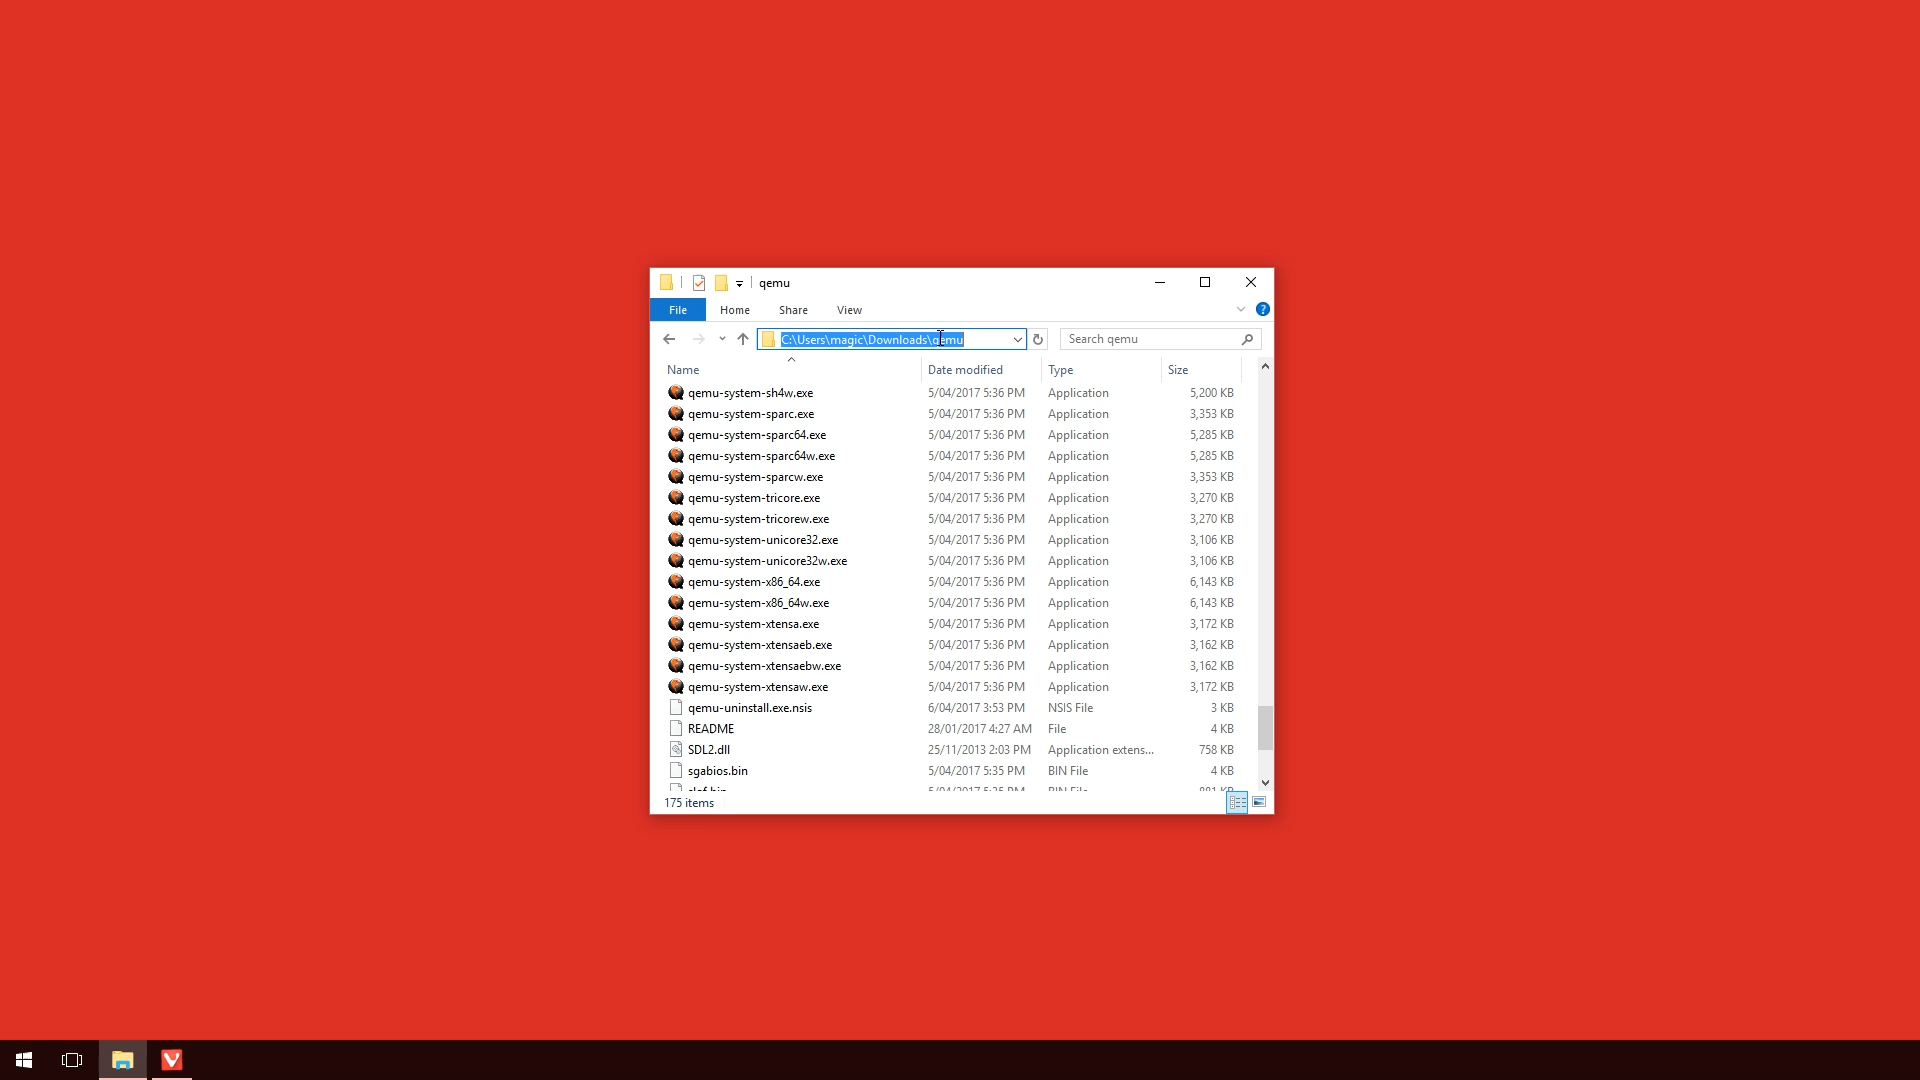 qemu
File Home Share View
C:\Users\magic\Downloads\qemu Search qemu
Name Date modified Type Size
qemu-system-sh4w.exe 5/04/2017 5:36 PM Application 5,200 KB
qemu-system-sparc.exe 5/04/2017 5:36 PM Application 3,353 KB
qemu-system-sparc64.exe 5/04/2017 5:36 PM Application 5,285 KB
qemu-system-sparc64w.exe 5/04/2017 5:36 PM Application 5,285 KB
qemu-system-sparcw.exe 5/04/2017 5:36 PM Application 3,353 KB
qemu-system-tricore.exe 5/04/2017 5:36 PM Application 3,270 KB
qemu-system-tricorew.exe 5/04/2017 5:36 PM Application 3,270 KB
qemu-system-unicore32.exe 5/04/2017 5:36 PM Application 3,106 KB
qemu-system-unicore32w.exe 5/04/2017 5:36 PM Application 3,106 KB
qemu-system-x86_64.exe 5/04/2017 5:36 PM Application 6,143 KB
qemu-system-x86_64w.exe 5/04/2017 5:36 PM Application 6,143 KB
qemu-system-xtensa.exe 5/04/2017 5:36 PM Application 3,172 KB
qemu-system-xtensaeb.exe 5/04/2017 5:36 PM Application 3,162 KB
qemu-system-xtensaebw.exe 5/04/2017 5:36 PM Application 3,162 KB
qemu-system-xtensaw.exe 5/04/2017 5:36 PM Application 3,172 KB
qemu-uninstall.exe.nsis 6/04/2017 3:53 PM NSIS File 3 KB
README 28/01/2017 4:27 AM File 4 KB
SDL2.dll 25/11/2013 2:03 PM Application extens... 758 KB
sgabios.bin 5/04/2017 5:35 PM BIN File 4 KB
175 items